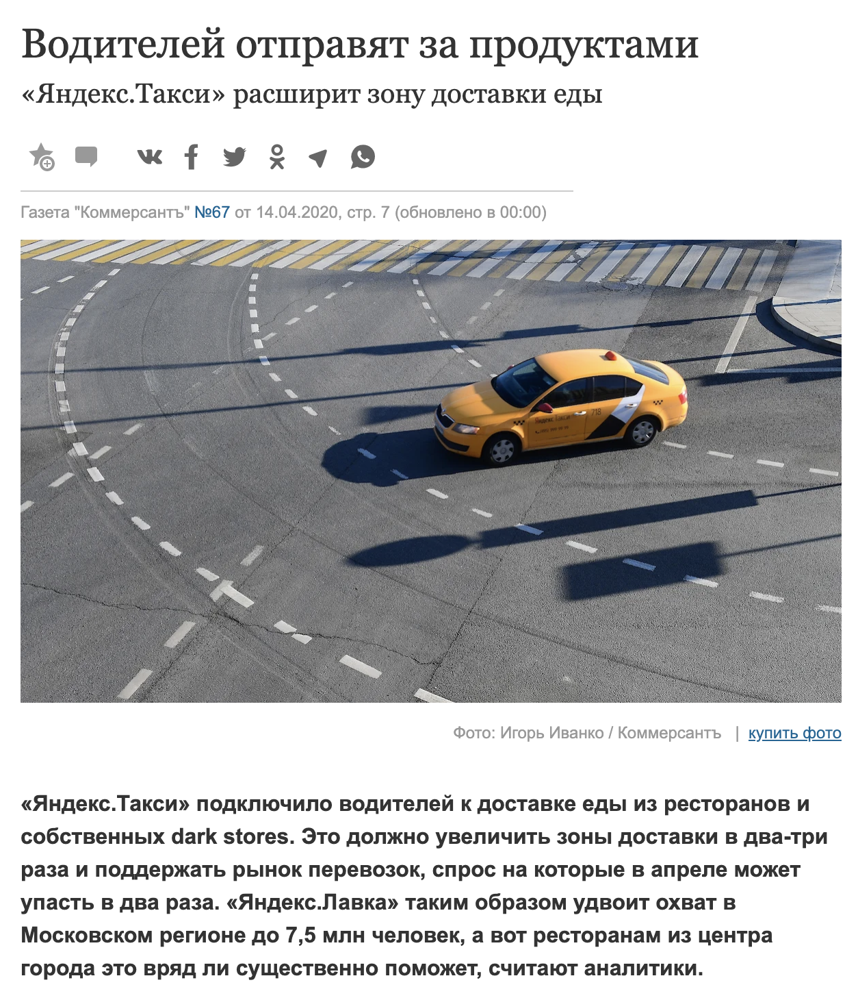 Водителей отправят за продуктами
«Яндекс.Такси» расширит зону доставки еды
Газета "Коммерсантъ" №67 от 14.04.2020, стр. 7 (обновлено в 00:00)
Яндекс Такси 718
Фото: Игорь Иванко / Коммерсантъ | купить фото
«Яндекс.Такси» подключило водителей к доставке еды из ресторанов и
собственных dark stores. Это должно увеличить зоны доставки в два-три
раза и поддержать рынок перевозок, спрос на которые в апреле может
упасть в два раза. «Яндекс.Лавка» таким образом удвоит охват в
Московском регионе до 7,5 млн человек, а вот ресторанам из центра
города это вряд ли существенно поможет, считают аналитики.